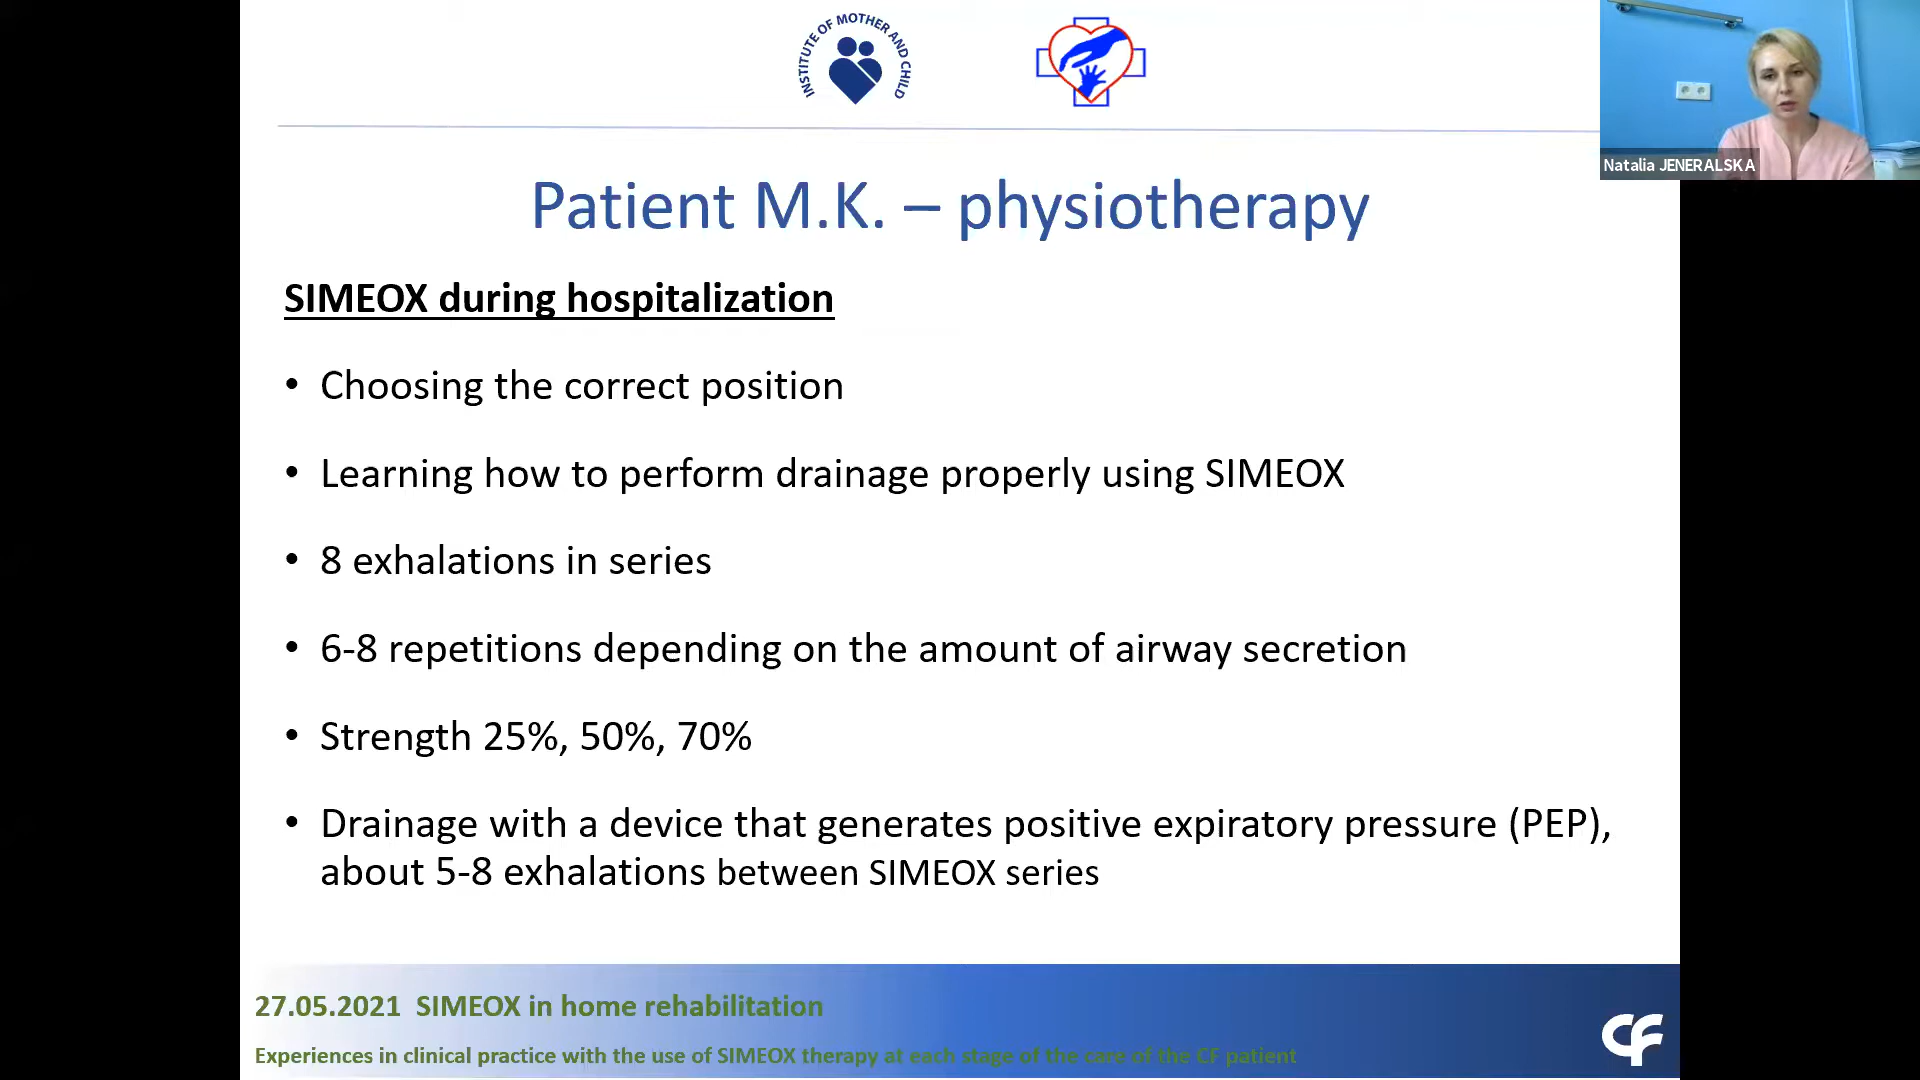 INSTITUTE OF MOTHER AND CHILD
Natalia JENERALSKA
Patient M.K. – physiotherapy
SIMEOX during hospitalization
• Choosing the correct position
• Learning how to perform drainage properly using SIMEOX
• 8 exhalations in series
• 6-8 repetitions depending on the amount of airway secretion
• Strength 25%, 50%, 70%
• Drainage with a device that generates positive expiratory pressure (PEP),
about 5-8 exhalations between SIMEOX series
27.05.2021 SIMEOX in home rehabilitation
Experiences in clinical practice with the use of SIMEOX therapy at each stage of the care of the CF patient
CF